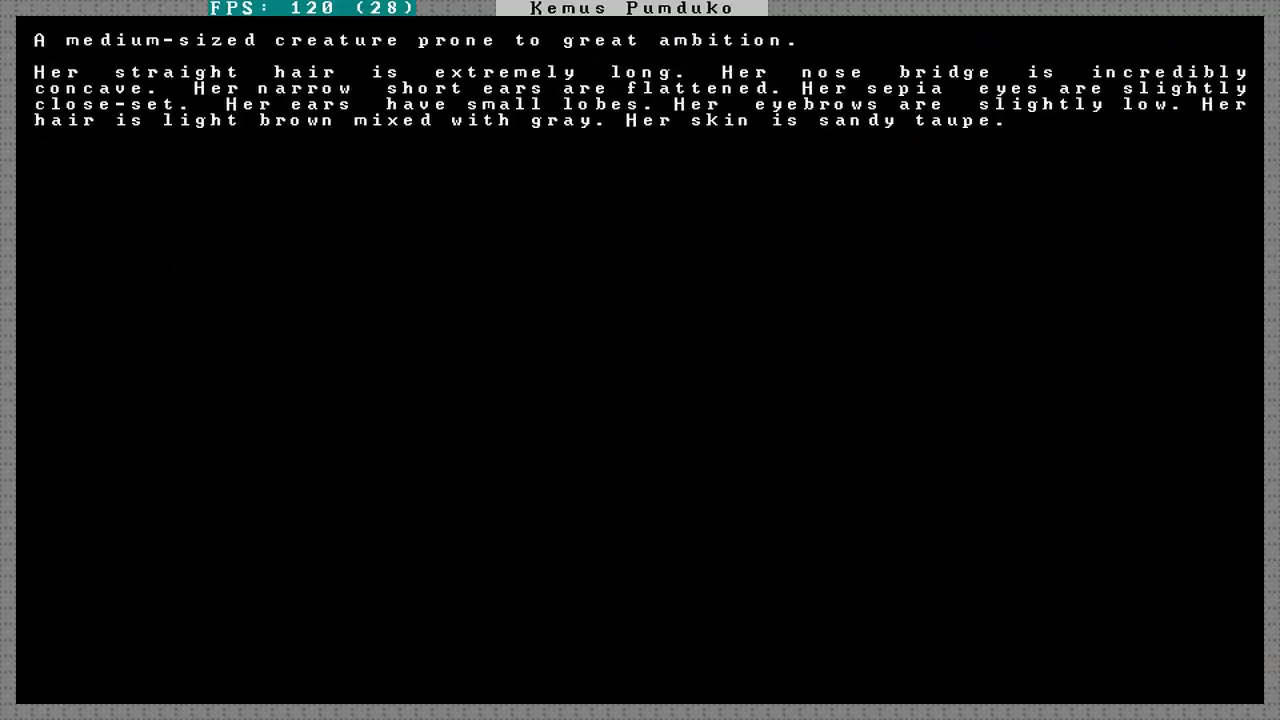 FPS: 120 (28) Kemus Pumduko
A medium-sized creature prone to great ambition.
Her straight hair is extremely long. Her nose bridge is incredibly
concave. Her narrow short ears are flattened. Her sepia eyes are slightly
close-set. Her ears have small lobes. Her eyebrows are slightly low. Her
hair is light brown mixed with gray. Her skin is sandy taupe.